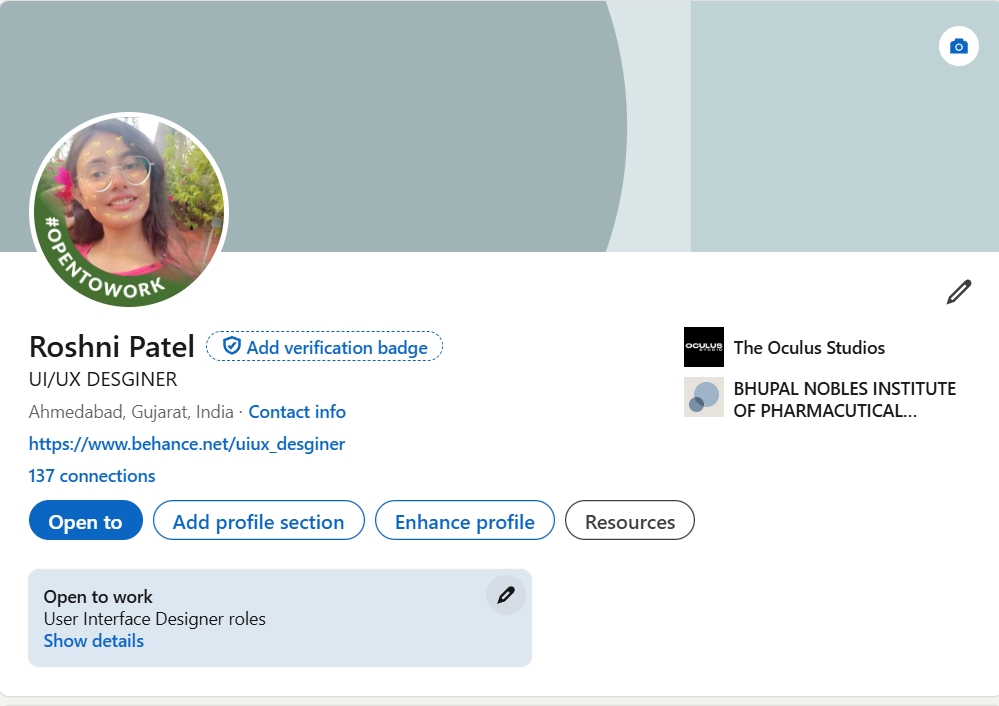 #OPENTOWORK
Roshni Patel
Add verification badge
UI/UX DESGINER
Ahmedabad, Gujarat, India · Contact info
https://www.behance.net/uiux_desginer
137 connections
Open to
Add profile section
Enhance profile
Resources
OCULUS
The Oculus Studios
BHUPAL NOBLES INSTITUTE
OF PHARMACUTICAL...
Open to work
User Interface Designer roles
Show details